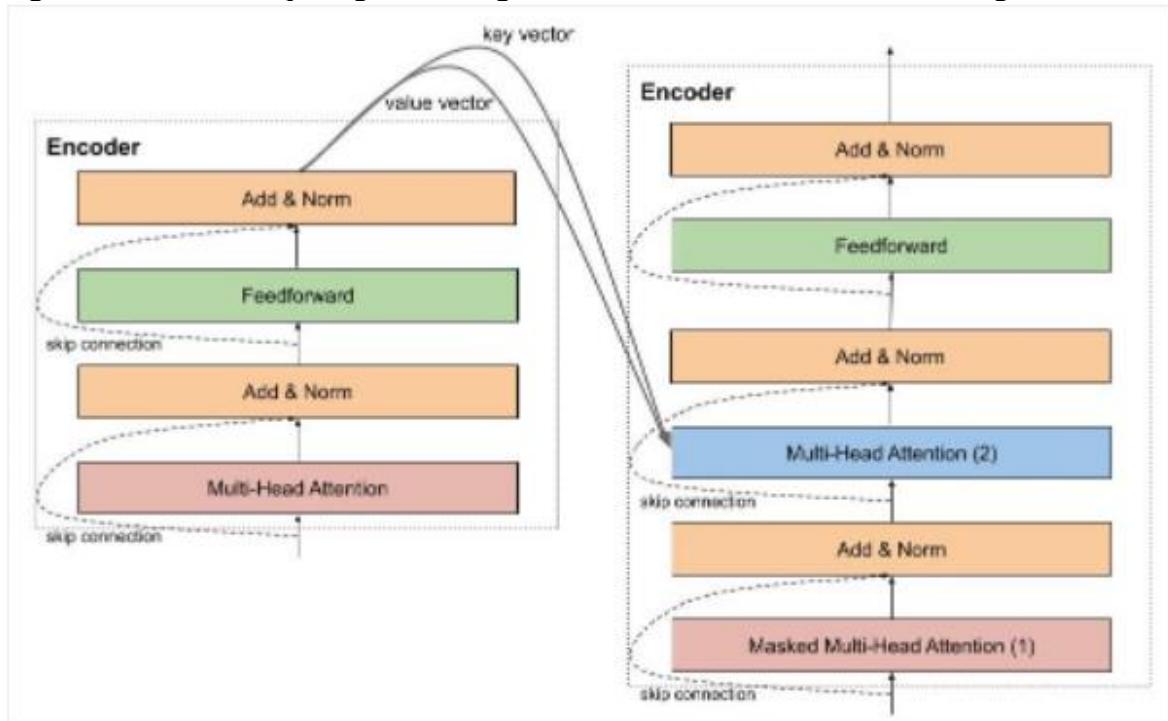 key vector
value vector
Encoder
Add & Norm
Feedforward
skip connection
Add & Norm
Multi-Head Attention
skip connection
Encoder
Add & Norm
Feedforward
Add & Norm
Multi-Head Attention (2)
skip connection
Add & Norm
Masked Multi-Head Attention (1)
skip connection